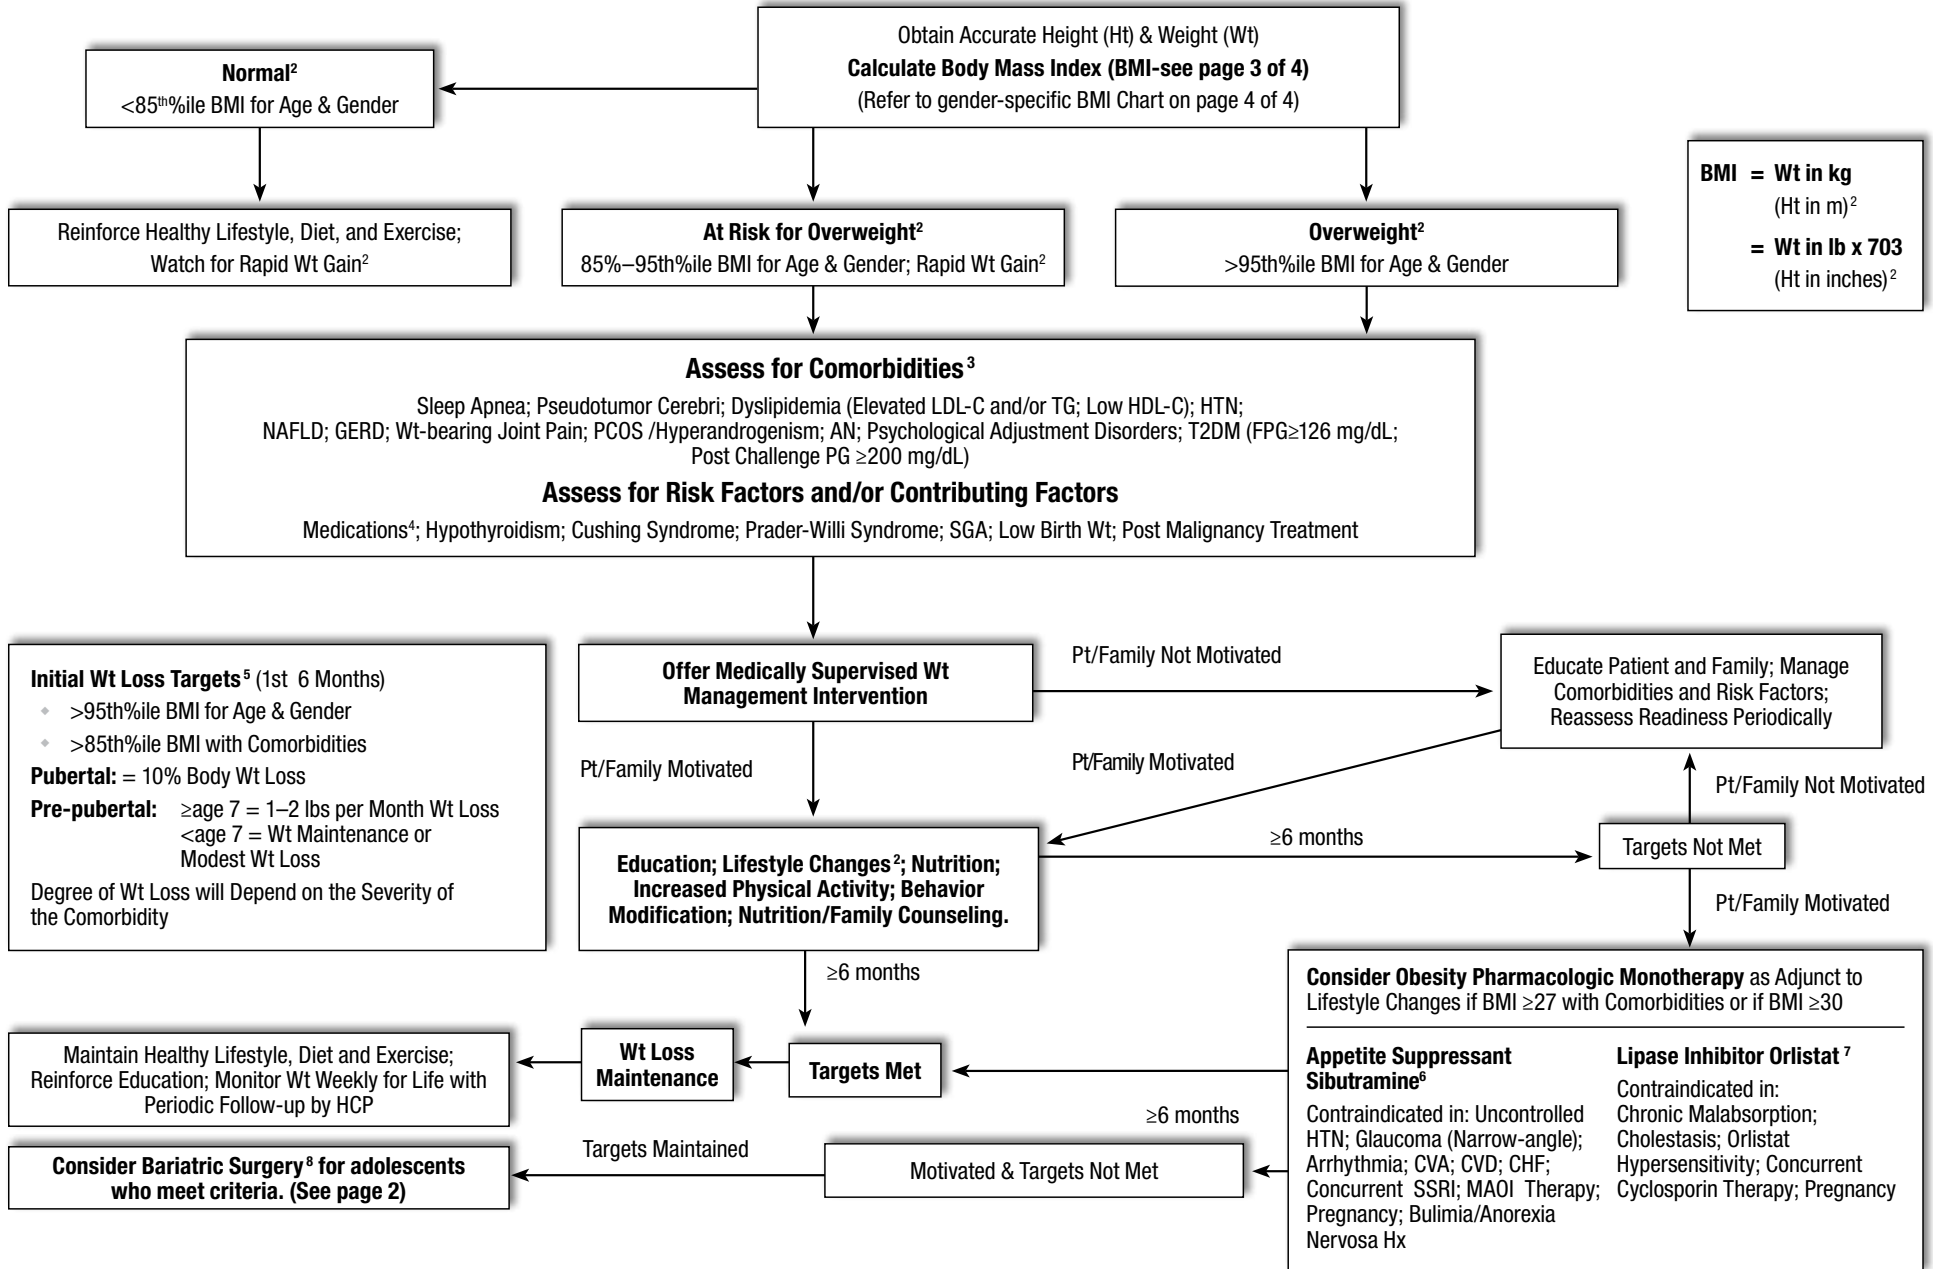 Obtain Accurate Height (Ht) & Weight (Wt)
Calculate Body Mass Index (BMI-see page 3 of 4)
(Refer to gender-specific BMI Chart on page 4 of 4)
Normal²
<85th%ile BMI for Age & Gender
BMI = Wt in kg
(Ht in m)²
= Wt in lb x 703
(Ht in inches)²
Reinforce Healthy Lifestyle, Diet, and Exercise;
Watch for Rapid Wt Gain²
At Risk for Overweight²
85%–95th%ile BMI for Age & Gender; Rapid Wt Gain²
Overweight²
>95th%ile BMI for Age & Gender
Assess for Comorbidities³
Sleep Apnea; Pseudotumor Cerebri; Dyslipidemia (Elevated LDL-C and/or TG; Low HDL-C); HTN;
NAFLD; GERD; Wt-bearing Joint Pain; PCOS /Hyperandrogenism; AN; Psychological Adjustment Disorders; T2DM (FPG≥126 mg/dL;
Post Challenge PG ≥200 mg/dL)
Assess for Risk Factors and/or Contributing Factors
Medications⁴; Hypothyroidism; Cushing Syndrome; Prader-Willi Syndrome; SGA; Low Birth Wt; Post Malignancy Treatment
Initial Wt Loss Targets⁵ (1st 6 Months)
>95th%ile BMI for Age & Gender
>85th%ile BMI with Comorbidities
Pubertal: = 10% Body Wt Loss
Pre-pubertal: ≥age 7 = 1–2 lbs per Month Wt Loss
<age 7 = Wt Maintenance or
Modest Wt Loss
Degree of Wt Loss will Depend on the Severity of
the Comorbidity
Offer Medically Supervised Wt
Management Intervention
Pt/Family Not Motivated
Educate Patient and Family; Manage
Comorbidities and Risk Factors;
Reassess Readiness Periodically
Pt/Family Motivated
Pt/Family Motivated
Pt/Family Not Motivated
Education; Lifestyle Changes²; Nutrition;
Increased Physical Activity; Behavior
Modification; Nutrition/Family Counseling.
≥6 months
Targets Not Met
Pt/Family Motivated
≥6 months
Consider Obesity Pharmacologic Monotherapy as Adjunct to
Lifestyle Changes if BMI ≥27 with Comorbidities or if BMI ≥30
Appetite Suppressant
Sibutramine⁶
Contraindicated in: Uncontrolled
HTN; Glaucoma (Narrow-angle);
Arrhythmia; CVA; CVD; CHF;
Concurrent SSRI; MAOI Therapy;
Pregnancy; Bulimia/Anorexia
Nervosa Hx
Lipase Inhibitor Orlistat ⁷
Contraindicated in:
Chronic Malabsorption;
Cholestasis; Orlistat
Hypersensitivity; Concurrent
Cyclosporin Therapy; Pregnancy
Targets Met
Wt Loss
Maintenance
Maintain Healthy Lifestyle, Diet and Exercise;
Reinforce Education; Monitor Wt Weekly for Life with
Periodic Follow-up by HCP
≥6 months
Motivated & Targets Not Met
Targets Maintained
Consider Bariatric Surgery⁸ for adolescents
who meet criteria. (See page 2)